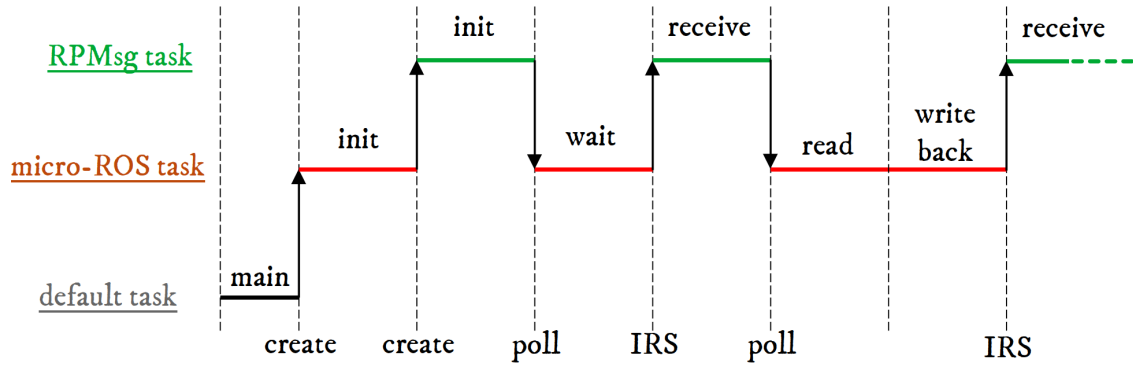 init
receive
receive
RPMsg task
init
wait
read
write
back
micro-ROS task
main
default task
create
create
poll
IRS
poll
IRS